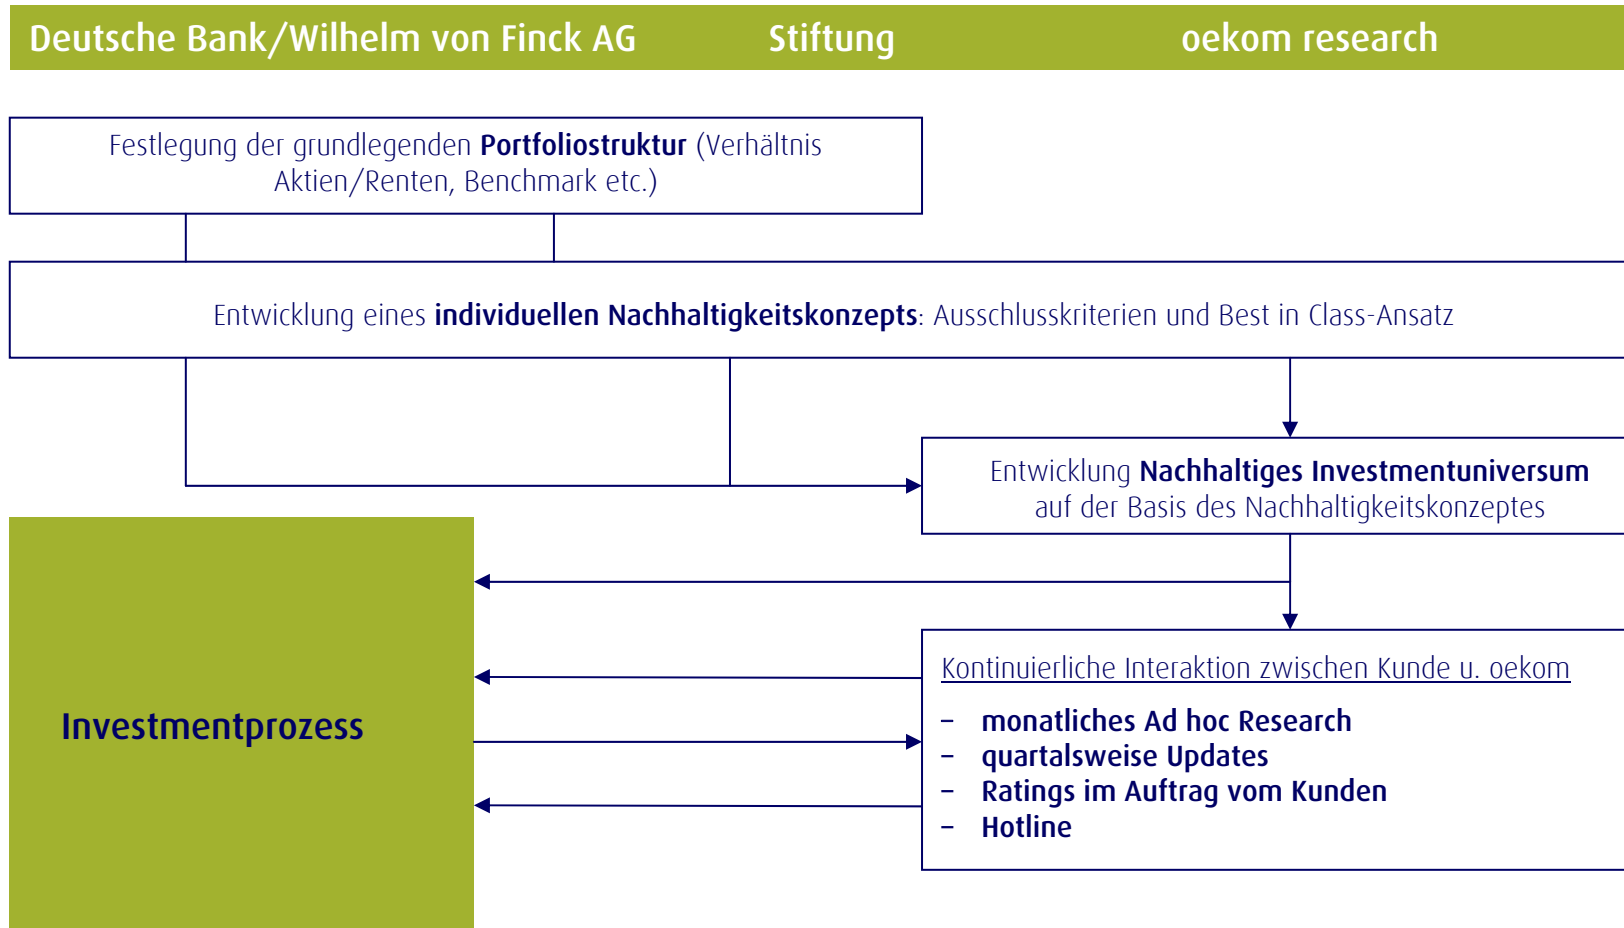 Deutsche Bank/Wilhelm von Finck AG Stiftung oekom research
Festlegung der grundlegenden Portfoliostruktur (Verhältnis
Aktien/Renten, Benchmark etc.)
Entwicklung eines individuellen Nachhaltigkeitskonzepts: Ausschlusskriterien und Best in Class-Ansatz
Entwicklung Nachhaltiges Investmentuniversum
auf der Basis des Nachhaltigkeitskonzeptes
Investmentprozess
Kontinuierliche Interaktion zwischen Kunde u. oekom
– monatliches Ad hoc Research
– quartalsweise Updates
– Ratings im Auftrag vom Kunden
– Hotline